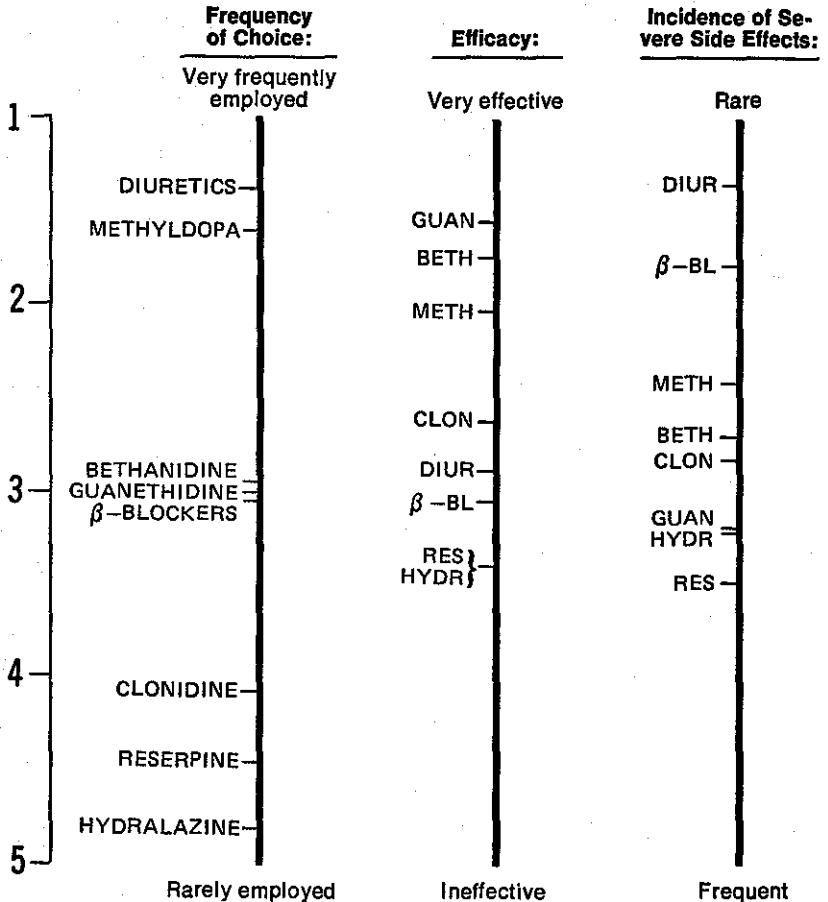 Frequency
of Choice:
Efficacy:
Incidence of Se-
vere Side Effects:
Very frequently
employed
Very effective
Rare
1
2
3
4
5
DIURETICS
METHYLDOPA
BETHANIDINE
GUANETHIDINE
β-BLOCKERS
CLONIDINE
RESERPINE
HYDRALAZINE
GUAN
BETH
METH
CLON
DIUR
β-BL
RES}
HYDR}
DIUR
β-BL
METH
BETH
CLON
GUAN
HYDR
RES
Rarely employed
Ineffective
Frequent